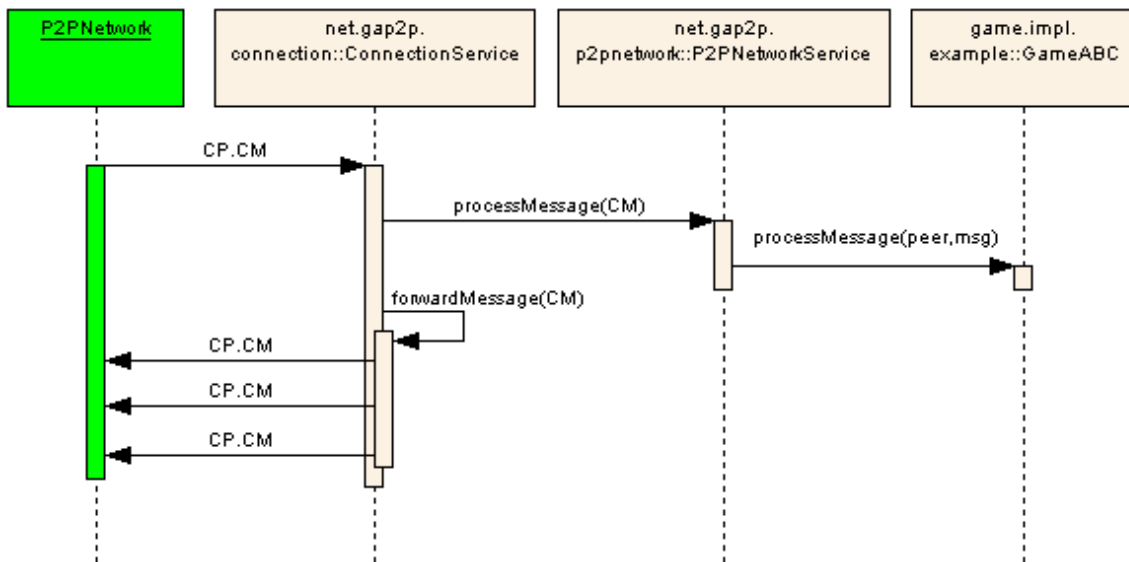 P2PNetwork
net.gap2p.
connection::ConnectionService
net.gap2p.
p2pnetwork::P2PNetworkService
game.impl.
example::GameABC
CP.CM
processMessage(CM)
processMessage(peer,msg)
forwardMessage(CM)
CP.CM
CP.CM
CP.CM